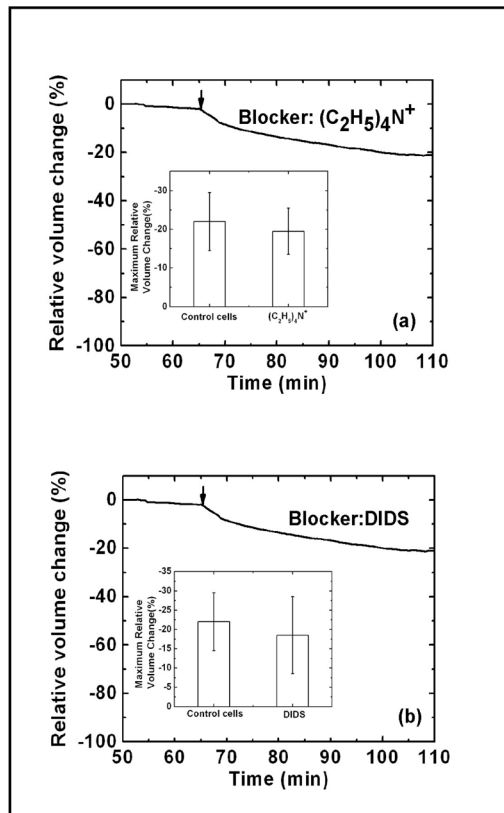 Relative volume change (%)
0
-20
-40
-60
-80
-100
Blocker: (C₂H₅)₄N⁺
Maximum Relative
Volume Change(%)
-30
-20
-10
0
Control cells
(C₂H₅)₄N⁺
(a)
50 60 70 80 90 100 110
Time (min)
Relative volume change (%)
0
-20
-40
-60
-80
-100
Blocker:DIDS
Maximum Relative
Volume Change(%)
-35
-30
-25
-20
-15
-10
-5
0
Control cells
DIDS
(b)
50 60 70 80 90 100 110
Time (min)